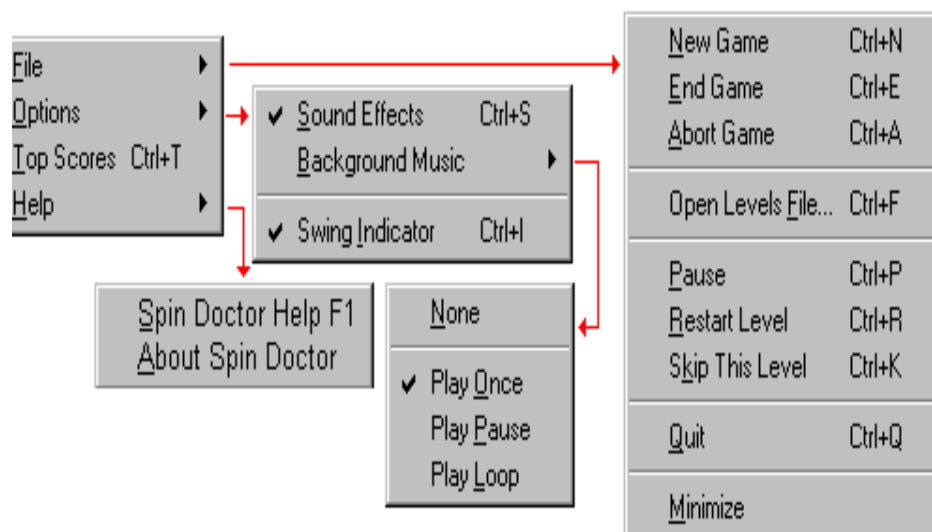 File
Options
Top Scores Ctrl+T
Help
Sound Effects Ctrl+S
Background Music
Swing Indicator Ctrl+I
Spin Doctor Help F1
About Spin Doctor
None
Play Once
Play Pause
Play Loop
New Game Ctrl+N
End Game Ctrl+E
Abort Game Ctrl+A
Open Levels File... Ctrl+F
Pause Ctrl+P
Restart Level Ctrl+R
Skip This Level Ctrl+K
Quit Ctrl+Q
Minimize